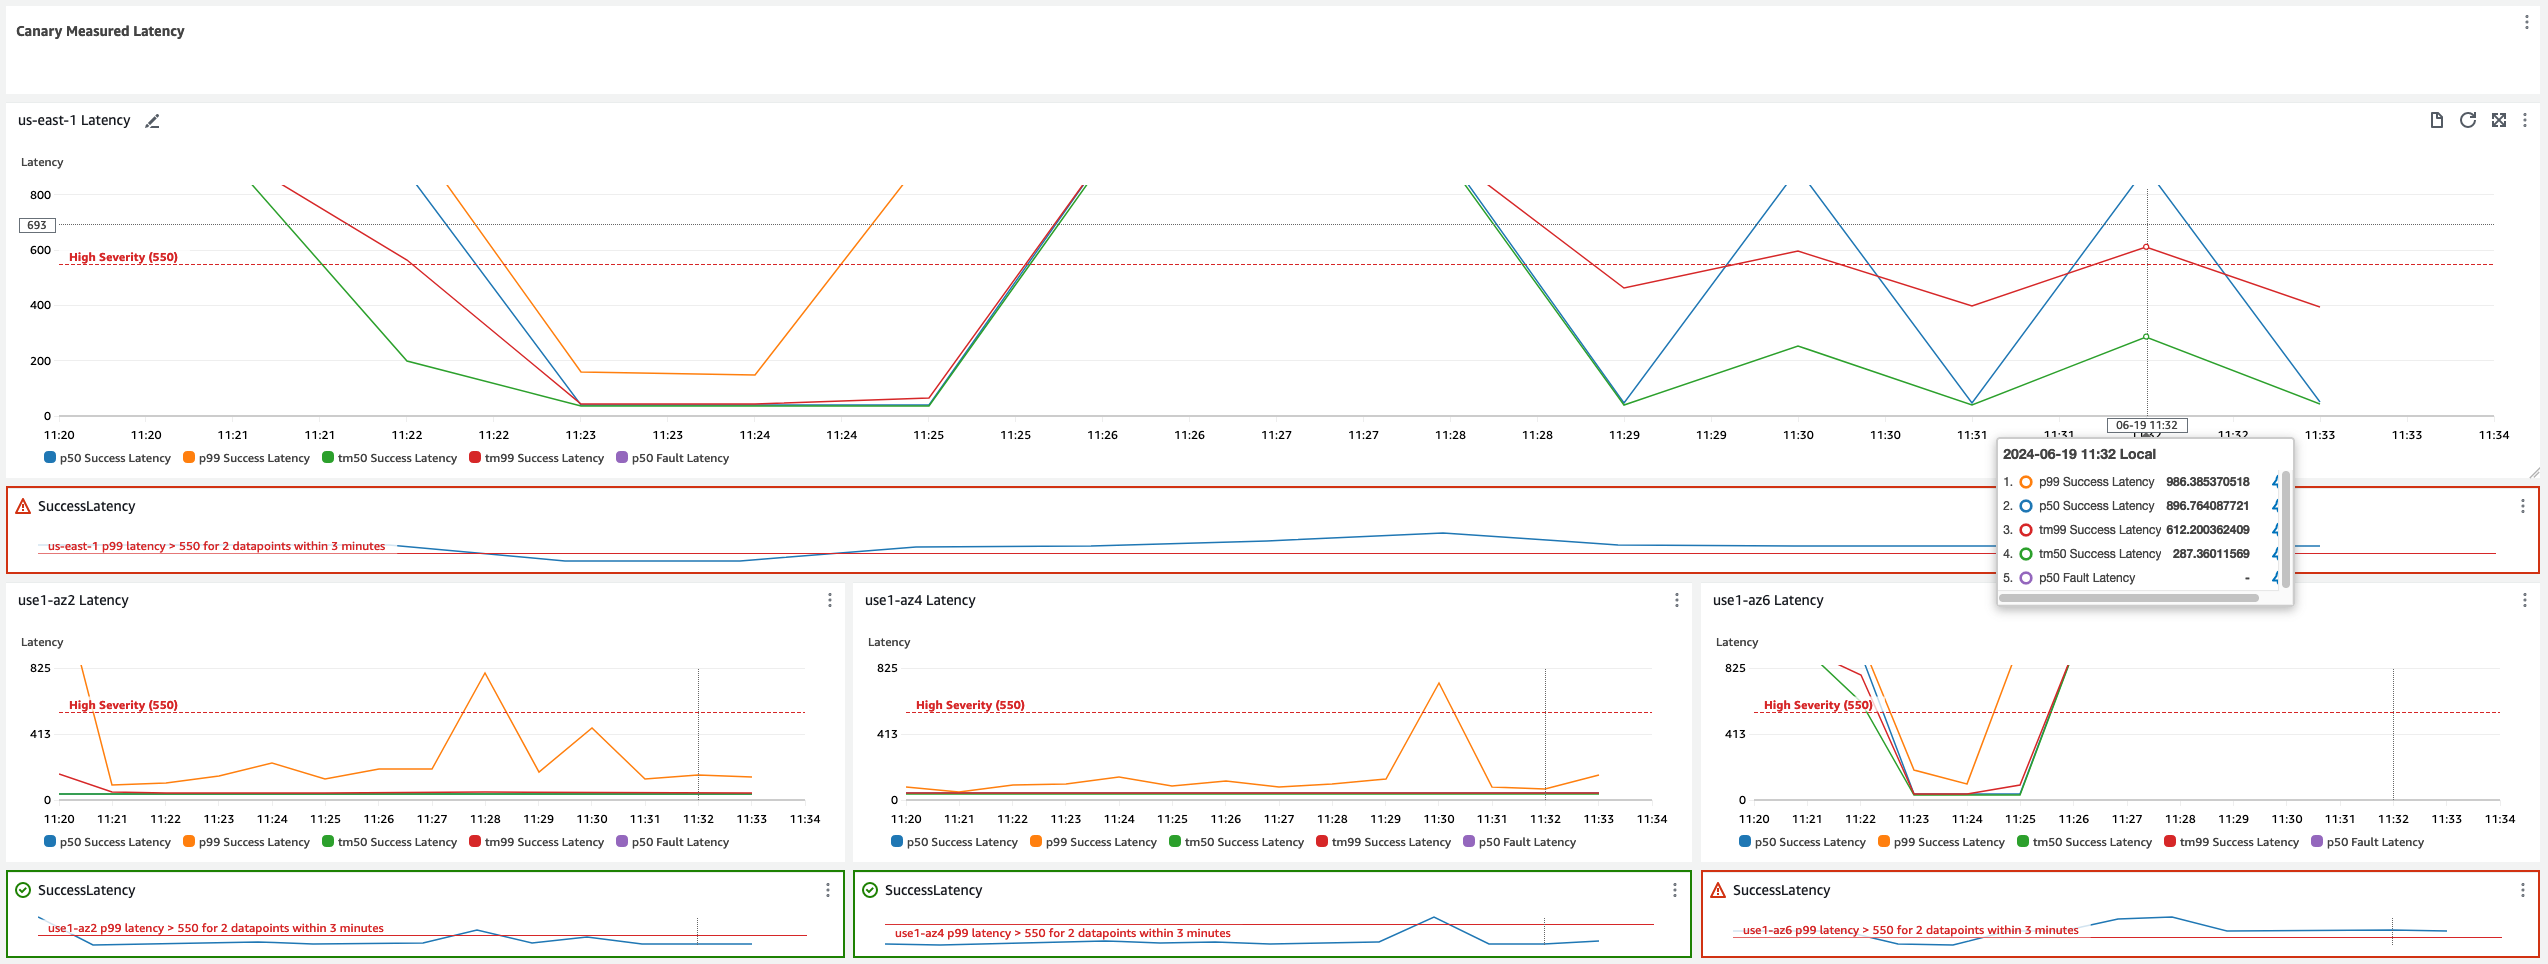 Canary Measured Latency
us-east-1 Latency
Latency
800
693
600
High Severity (550)
400
200
0
11:20 11:20 11:21 11:21 11:22 11:22 11:23 11:23 11:24 11:24 11:25 11:25 11:26 11:26 11:27 11:27 11:28 11:28 11:29 11:29 11:30 11:30 11:31 11:31 11:32 11:32 11:33 11:33 11:34
06-19 11:32
p50 Success Latency p99 Success Latency tm50 Success Latency tm99 Success Latency p50 Fault Latency
2024-06-19 11:32 Local
1. p99 Success Latency 986.385370518
2. p50 Success Latency 896.764087721
3. tm99 Success Latency 612.200362409
4. tm50 Success Latency 287.36011569
5. p50 Fault Latency -
SuccessLatency
us-east-1 p99 latency > 550 for 2 datapoints within 3 minutes
use1-az2 Latency
Latency
825
High Severity (550)
413
0
11:20 11:21 11:22 11:23 11:24 11:25 11:26 11:27 11:28 11:29 11:30 11:31 11:32 11:33 11:34
p50 Success Latency p99 Success Latency tm50 Success Latency tm99 Success Latency p50 Fault Latency
use1-az4 Latency
Latency
825
High Severity (550)
413
0
11:20 11:21 11:22 11:23 11:24 11:25 11:26 11:27 11:28 11:29 11:30 11:31 11:32 11:33 11:34
p50 Success Latency p99 Success Latency tm50 Success Latency tm99 Success Latency p50 Fault Latency
use1-az6 Latency
Latency
825
High Severity (550)
413
0
11:20 11:21 11:22 11:23 11:24 11:25 11:26 11:27 11:28 11:29 11:30 11:31 11:32 11:33 11:34
p50 Success Latency p99 Success Latency tm50 Success Latency tm99 Success Latency p50 Fault Latency
SuccessLatency
use1-az2 p99 latency > 550 for 2 datapoints within 3 minutes
SuccessLatency
use1-az4 p99 latency > 550 for 2 datapoints within 3 minutes
SuccessLatency
use1-az6 p99 latency > 550 for 2 datapoints within 3 minutes